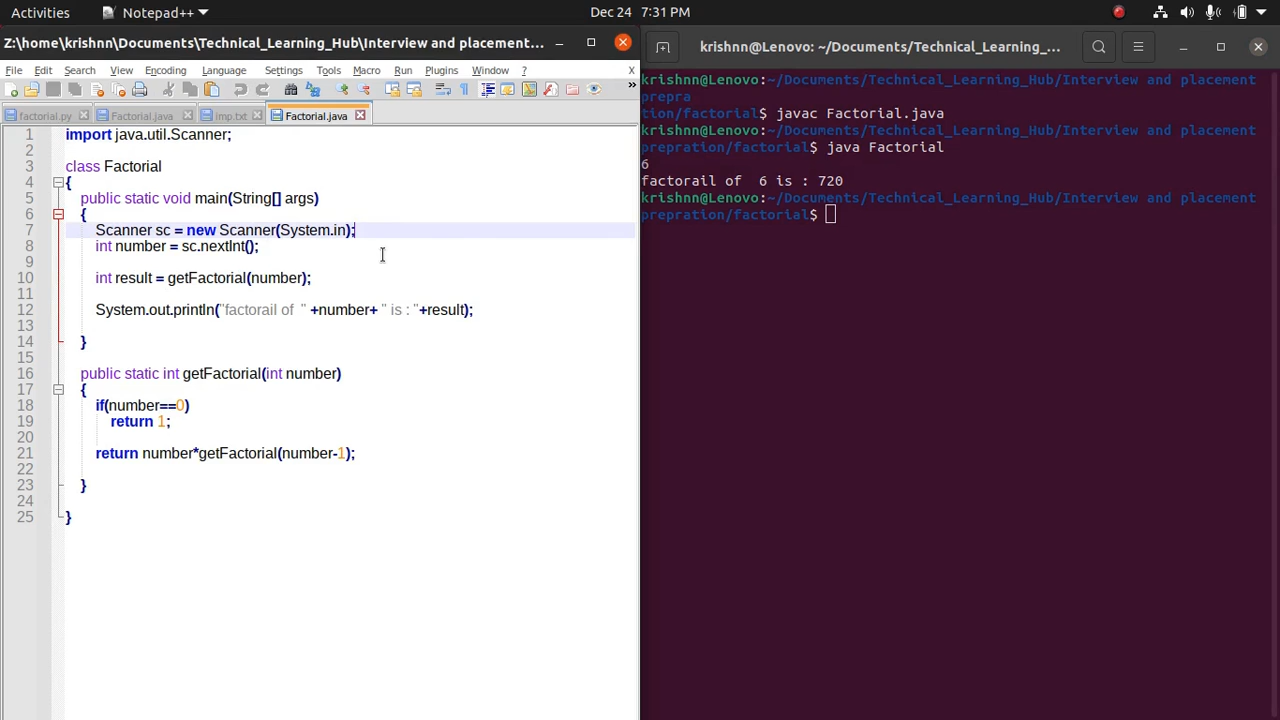 Activities Notepad++ Dec 24 7:31 PM
Z:\home\krishnn\Documents\Technical_Learning_Hub\Interview and placement...
File Edit Search View Encoding Language Settings Tools Macro Run Plugins Window ? X
factorial.py Factorial.java imp.txt Factorial.java
1 import java.util.Scanner;
2
3 class Factorial
4 {
5 public static void main(String[] args)
6 {
7 Scanner sc = new Scanner(System.in);
8 int number = sc.nextInt();
9
10 int result = getFactorial(number);
11
12 System.out.println("factorail of  " +number+ " is : "+result);
13
14 }
15
16 public static int getFactorial(int number)
17 {
18 if(number==0)
19 return 1;
20
21 return number*getFactorial(number-1);
22
23 }
24
25 }
krishnn@Lenovo: ~/Documents/Technical_Learning_...
krishnn@Lenovo:~/Documents/Technical_Learning_Hub/Interview and placement
prepra
tion/factorial$ javac Factorial.java
krishnn@Lenovo:~/Documents/Technical_Learning_Hub/Interview and placement
prepration/factorial$ java Factorial
6
factorail of  6 is : 720
krishnn@Lenovo:~/Documents/Technical_Learning_Hub/Interview and placement
prepration/factorial$